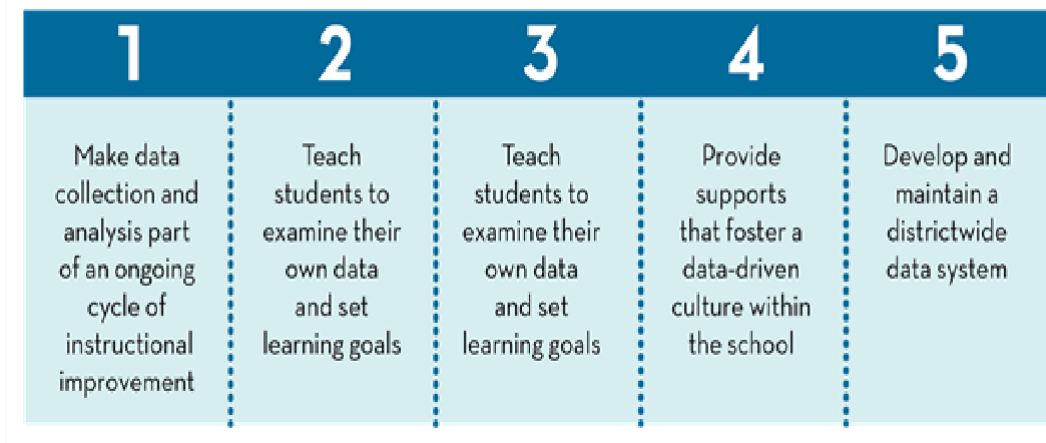 1
Make data
collection and
analysis part
of an ongoing
cycle of
instructional
improvement
2
Teach
students to
examine their
own data
and set
learning goals
3
Teach
students to
examine their
own data
and set
learning goals
4
Provide
supports
that foster a
data-driven
culture within
the school
5
Develop and
maintain a
districtwide
data system